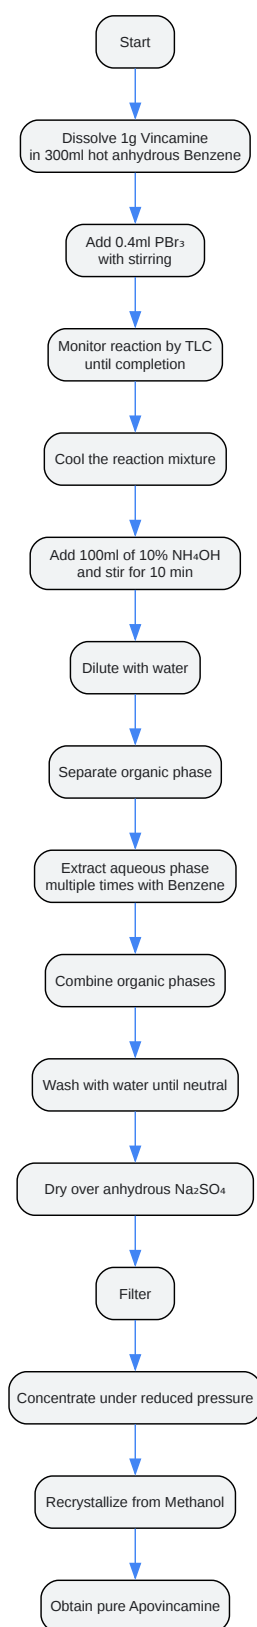 Start
Dissolve 1g Vincamine
in 300ml hot anhydrous Benzene
Add 0.4ml PBr₃
with stirring
Monitor reaction by TLC
until completion
Cool the reaction mixture
Add 100ml of 10% NH₄OH
and stir for 10 min
Dilute with water
Separate organic phase
Extract aqueous phase
multiple times with Benzene
Combine organic phases
Wash with water until neutral
Dry over anhydrous Na₂SO₄
Filter
Concentrate under reduced pressure
Recrystallize from Methanol
Obtain pure Apovincamine